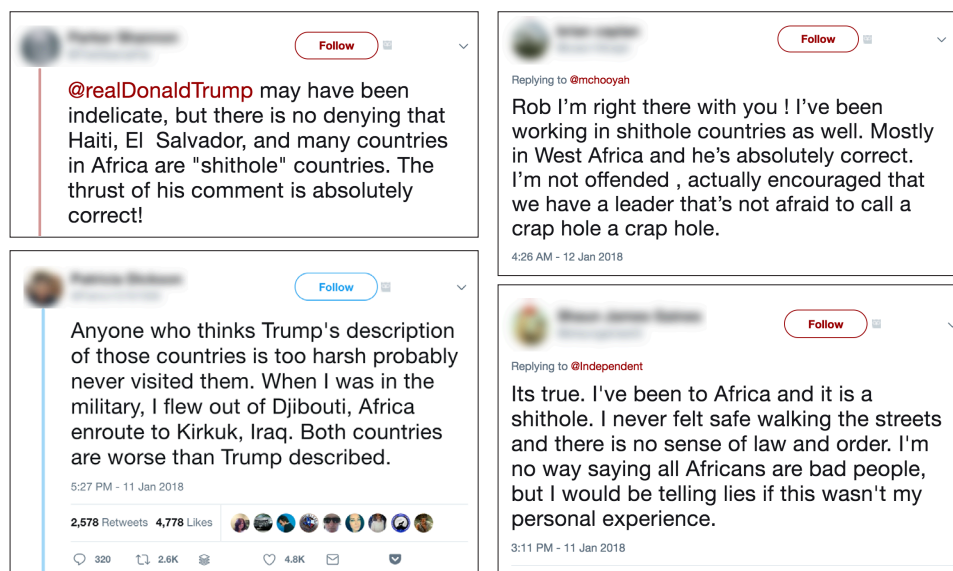 Follow
@realDonaldTrump may have been
indelicate, but there is no denying that
Haiti, El Salvador, and many countries
in Africa are "shithole" countries. The
thrust of his comment is absolutely
correct!
Follow
Anyone who thinks Trump's description
of those countries is too harsh probably
never visited them. When I was in the
military, I flew out of Djibouti, Africa
enroute to Kirkuk, Iraq. Both countries
are worse than Trump described.
5:27 PM - 11 Jan 2018
2,578 Retweets 4,778 Likes
320 2.6K 4.8K
Follow
Replying to @mchooyah
Rob I’m right there with you ! I’ve been
working in shithole countries as well. Mostly
in West Africa and he’s absolutely correct.
I’m not offended , actually encouraged that
we have a leader that’s not afraid to call a
crap hole a crap hole.
4:26 AM - 12 Jan 2018
Follow
Replying to @Independent
Its true. I've been to Africa and it is a
shithole. I never felt safe walking the streets
and there is no sense of law and order. I'm
no way saying all Africans are bad people,
but I would be telling lies if this wasn't my
personal experience.
3:11 PM - 11 Jan 2018